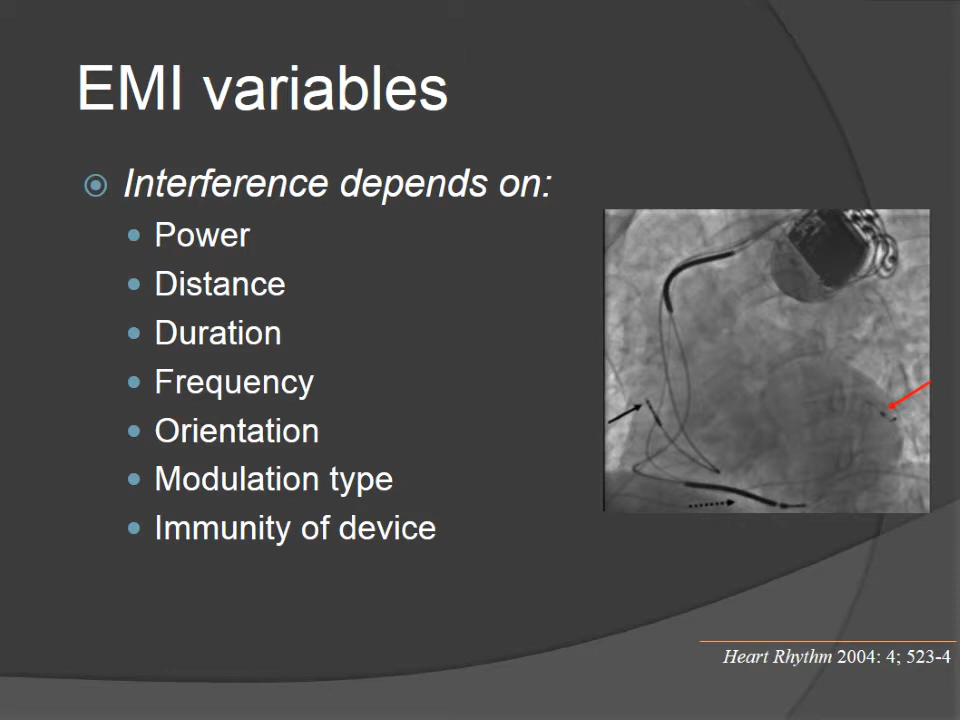 EMI variables
Interference depends on:
Power
Distance
Duration
Frequency
Orientation
Modulation type
Immunity of device
Heart Rhythm 2004: 4; 523-4